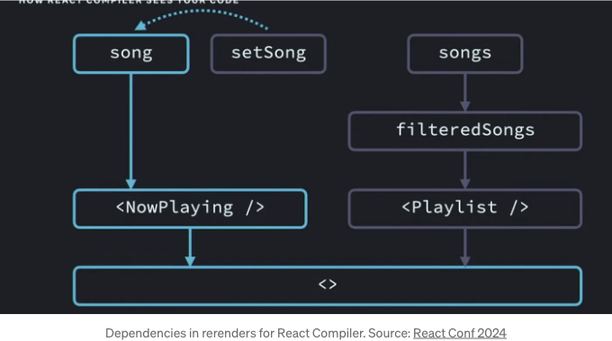 HOW REACT COMPILER SEES YOUR CODE
song setSong songs
filteredSongs
<NowPlaying /> <Playlist />
<>
Dependencies in rerenders for React Compiler. Source: React Conf 2024